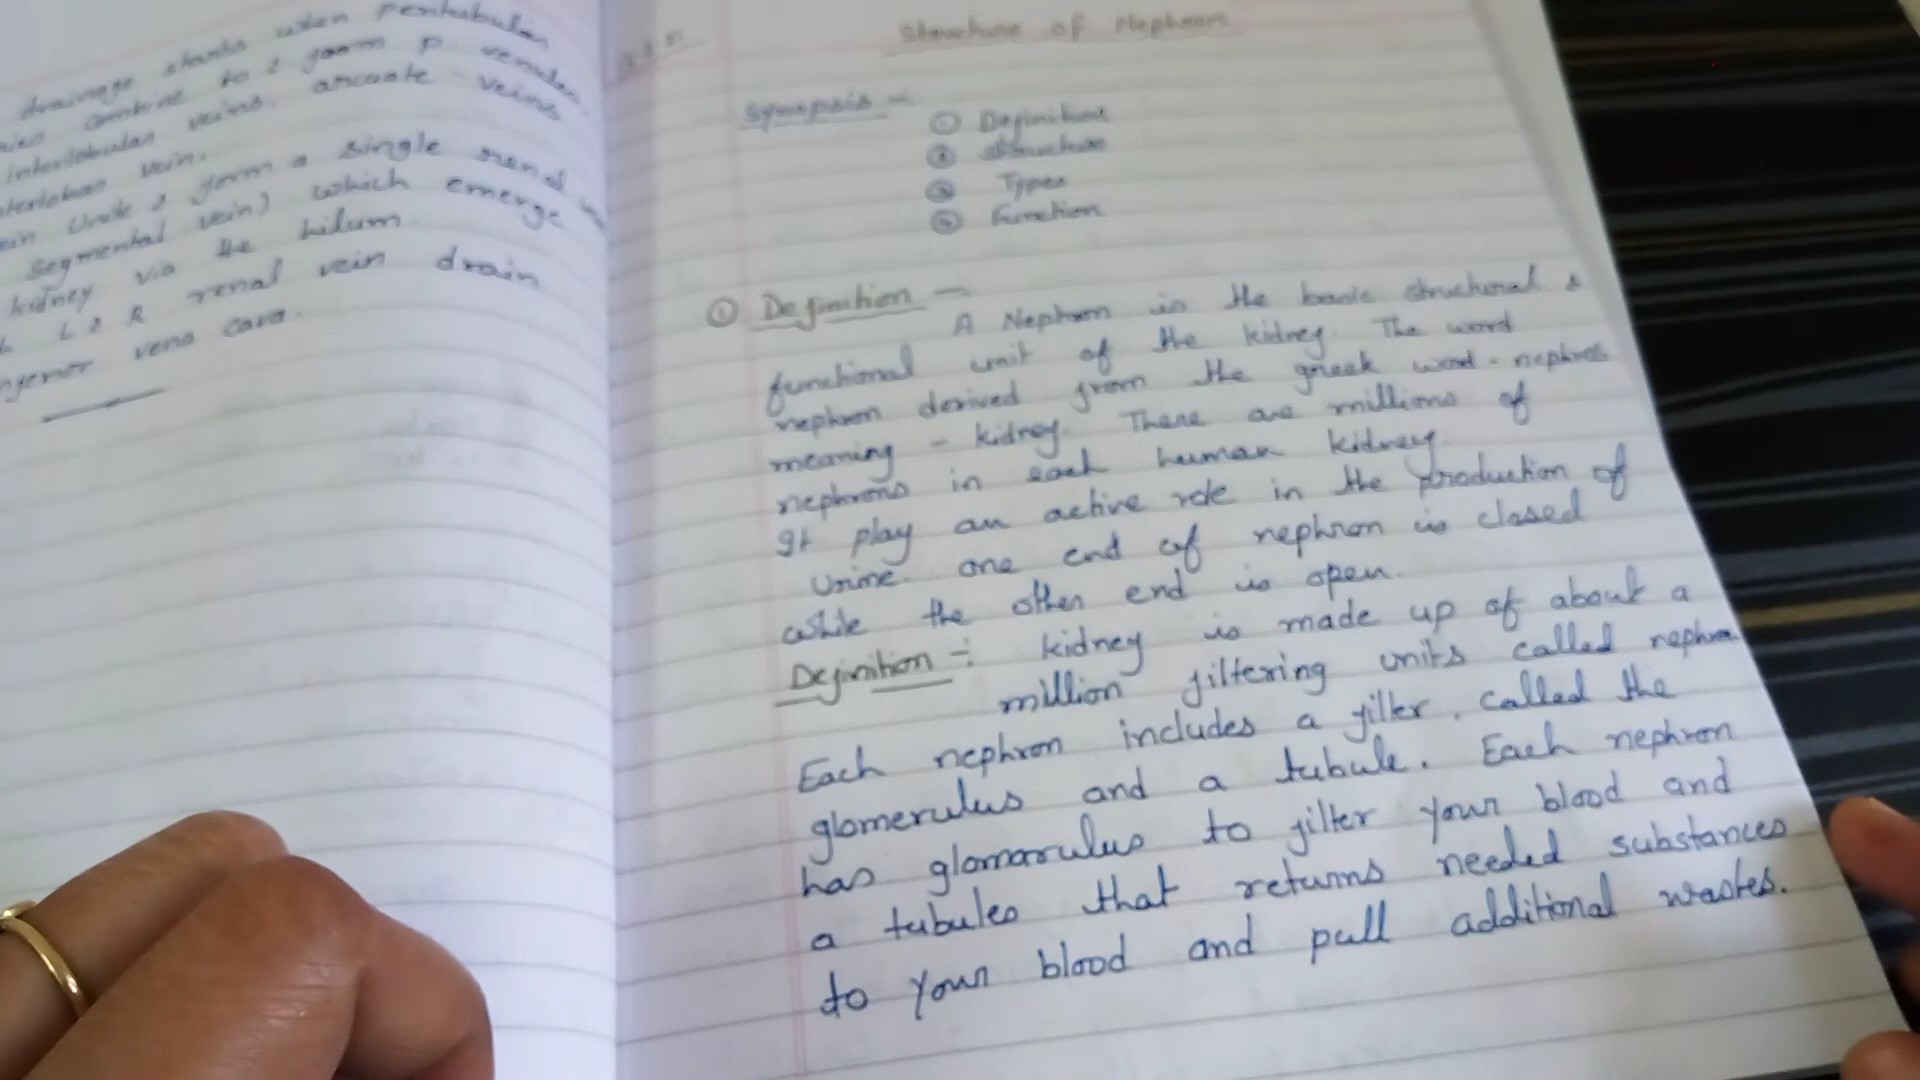 drainage starts when peritubular
combine to & form p. venules
interlobular veins. arcuate - veins
vein.
Unite & form a single renal
segmental vein) which emerge
kidney via the hilum.
L & R renal vein drain
vena cava.
Structure of Nephron
Synopsis -:
① Definition
② Structure
③ Types
④ Function
① Definition -:
A Nephron is the basic structural &
functional unit of the kidney. The word
nephron derived from the greek word - nephros
meaning - kidney. There are millions of
nephrons in each human kidney.
It play an active role in the production of
Urine. one end of nephron is closed
while the other end is open.
Definition -: kidney is made up of about a
million filtering units called nephron
Each nephron includes a filter, called the
glomerulus and a tubule. Each nephron
has glomarulus to filter your blood and
a tubules that returns needed substances
to your blood and pull additional wastes.